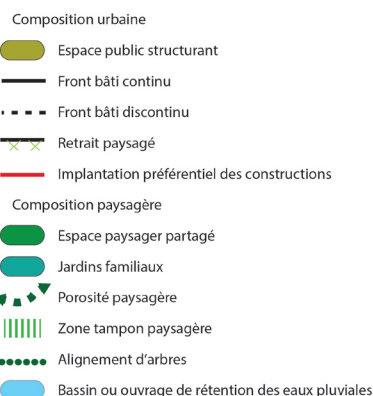 Composition urbaine
Espace public structurant
Front bâti continu
Front bâti discontinu
Retrait paysagé
Implantation préférentiel des constructions
Composition paysagère
Espace paysager partagé
Jardins familiaux
Porosité paysagère
Zone tampon paysagère
Alignement d'arbres
Bassin ou ouvrage de rétention des eaux pluviales